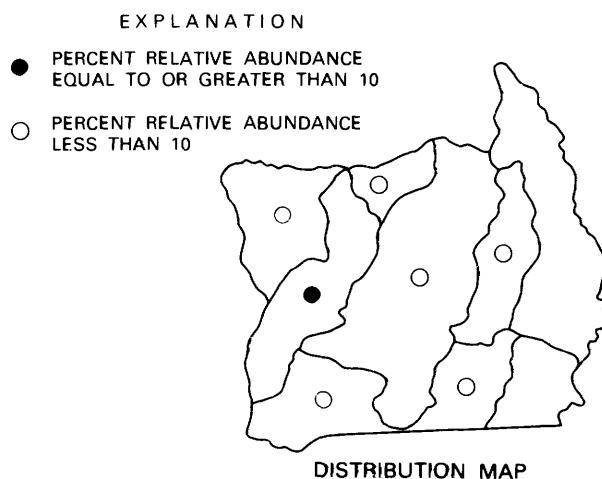 EXPLANATION
PERCENT RELATIVE ABUNDANCE
EQUAL TO OR GREATER THAN 10
PERCENT RELATIVE ABUNDANCE
LESS THAN 10
DISTRIBUTION MAP